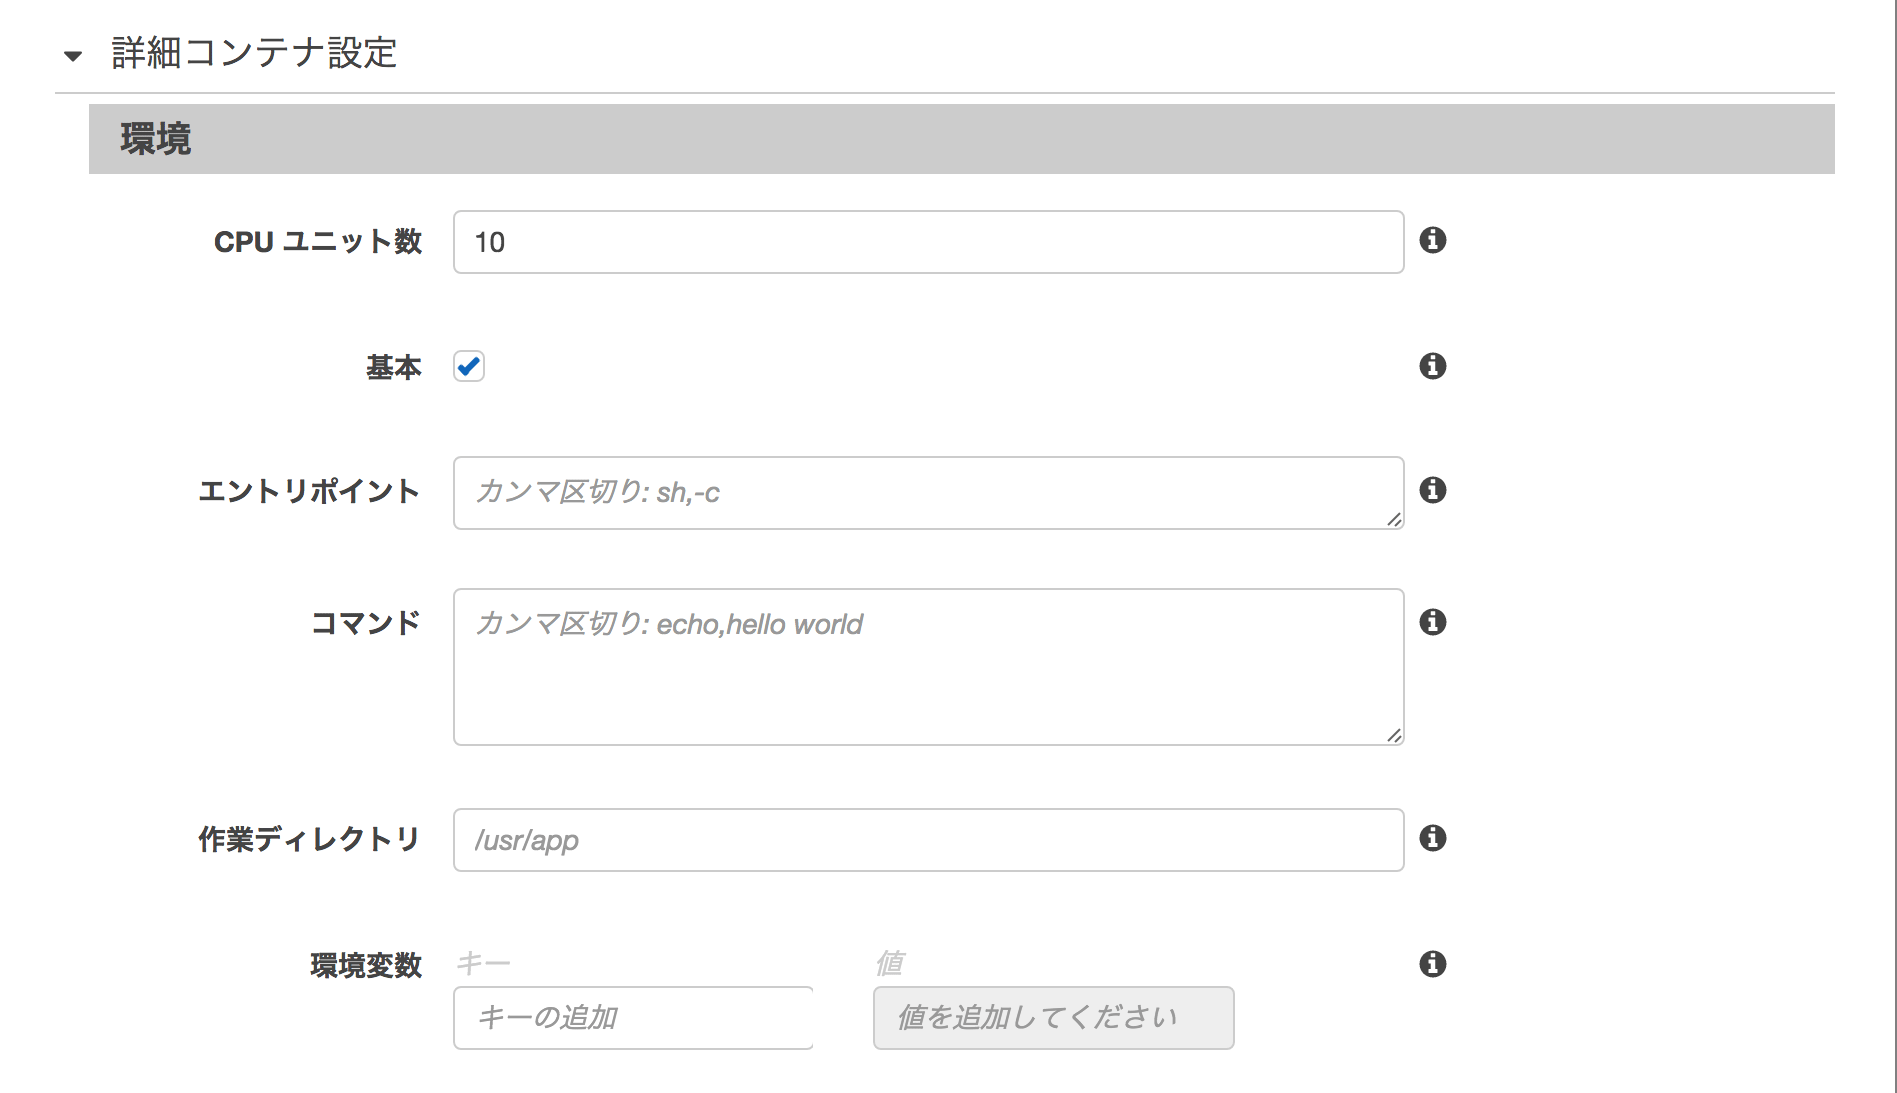 詳細コンテナ設定
環境
CPU ユニット数 10
基本
エントリポイント カンマ区切り: sh,-c
コマンド カンマ区切り: echo,hello world
作業ディレクトリ /usr/app
環境変数 キー 値
キーの追加 値を追加してください